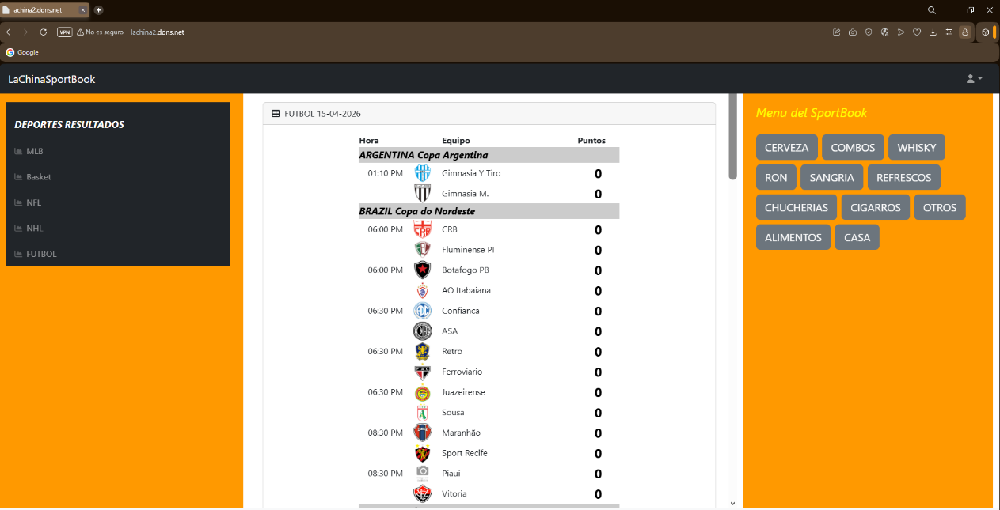 lachina2.ddns.net
VPN No es seguro lachina2.ddns.net
Google
LaChinaSportBook
DEPORTES RESULTADOS
MLB
Basket
NFL
NHL
FUTBOL
FUTBOL 15-04-2026
Hora Equipo Puntos
ARGENTINA Copa Argentina
01:10 PM Gimnasia Y Tiro 0
Gimnasia M. 0
BRAZIL Copa do Nordeste
06:00 PM CRB CRB 0
Fluminense PI 0
06:00 PM Botafogo PB 0
AO Itabaiana 0
06:30 PM Confianca 0
ASA 0
06:30 PM Retro 0
Ferroviario 0
06:30 PM Juazeirense 0
Sousa 0
08:30 PM Maranhão 0
Sport Recife 0
08:30 PM Piaui 0
Vitoria 0
Menu del SportBook
CERVEZA COMBOS WHISKY
RON SANGRIA REFRESCOS
CHUCHERIAS CIGARROS OTROS
ALIMENTOS CASA